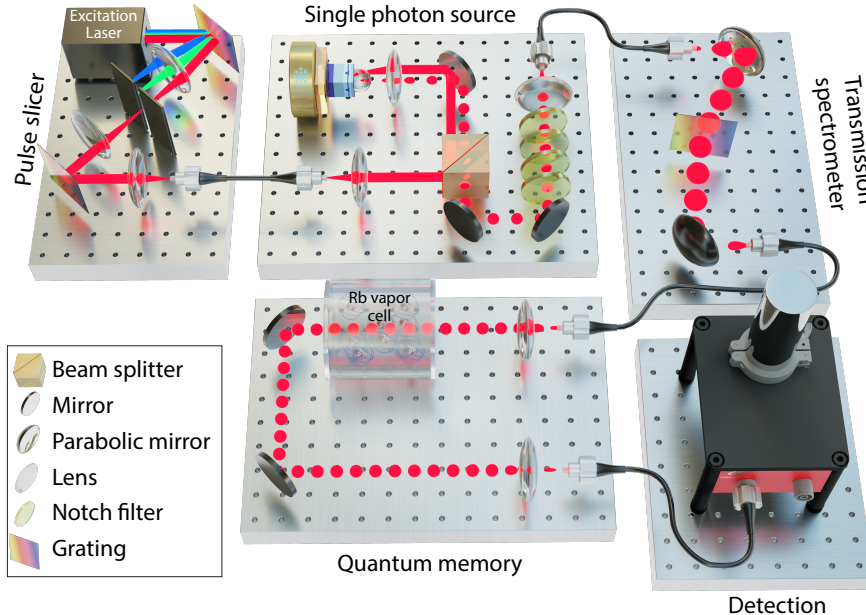 Excitation
Laser
Pulse slicer
Single photon source
Transmission
spectrometer
Rb vapor
cell
Beam splitter
Mirror
Parabolic mirror
Lens
Notch filter
Grating
Quantum memory
Detection